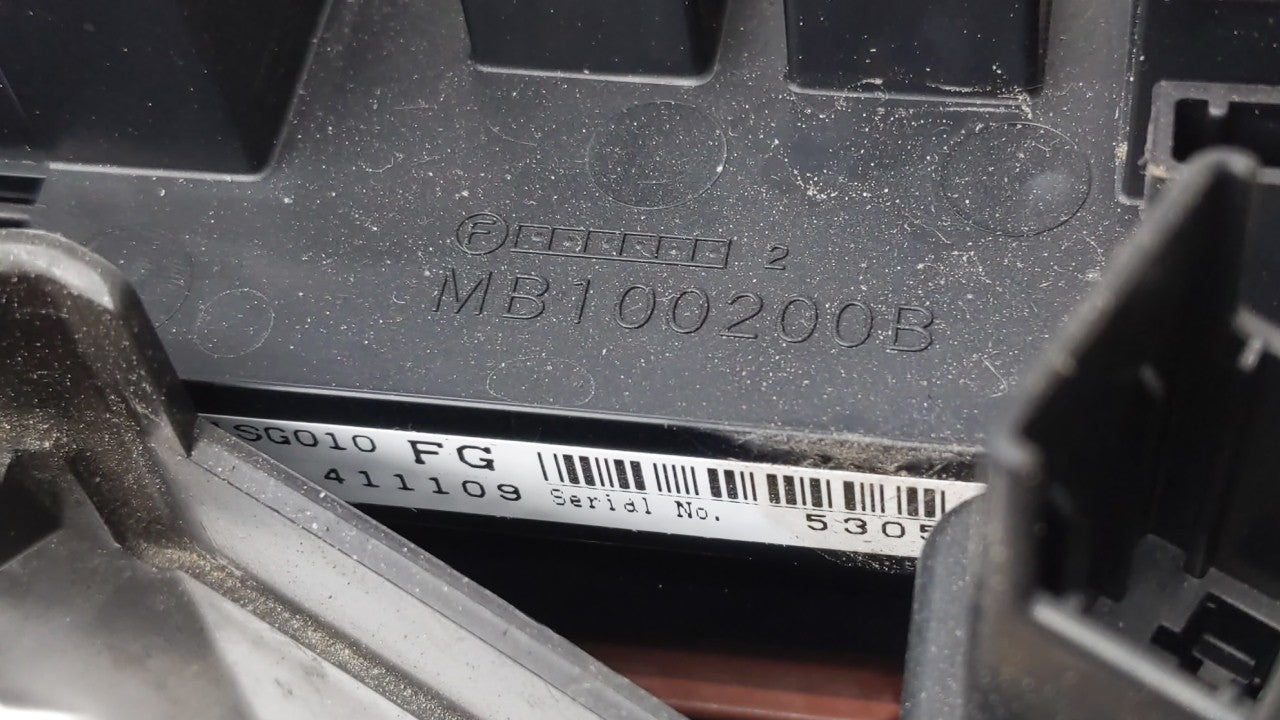 F 2
MB100200B
SG010 FG
411109 Serial No. 5305